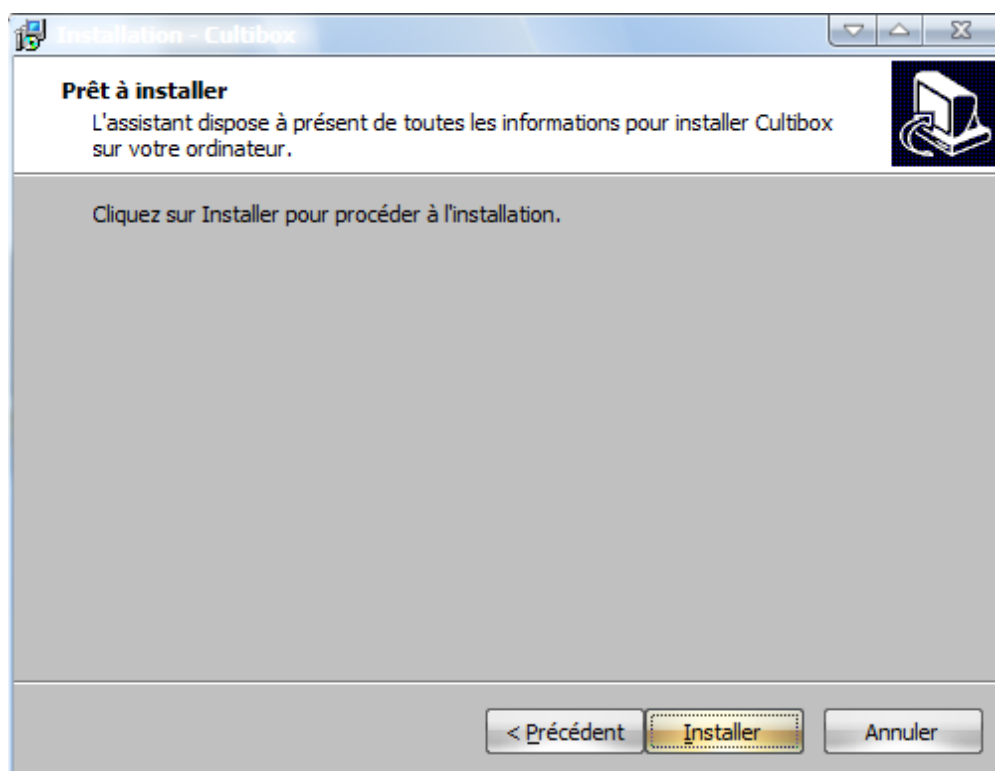 Installation - Cultibox
Prêt à installer
L'assistant dispose à présent de toutes les informations pour installer Cultibox
sur votre ordinateur.
Cliquez sur Installer pour procéder à l'installation.
< Précédent
Installer
Annuler